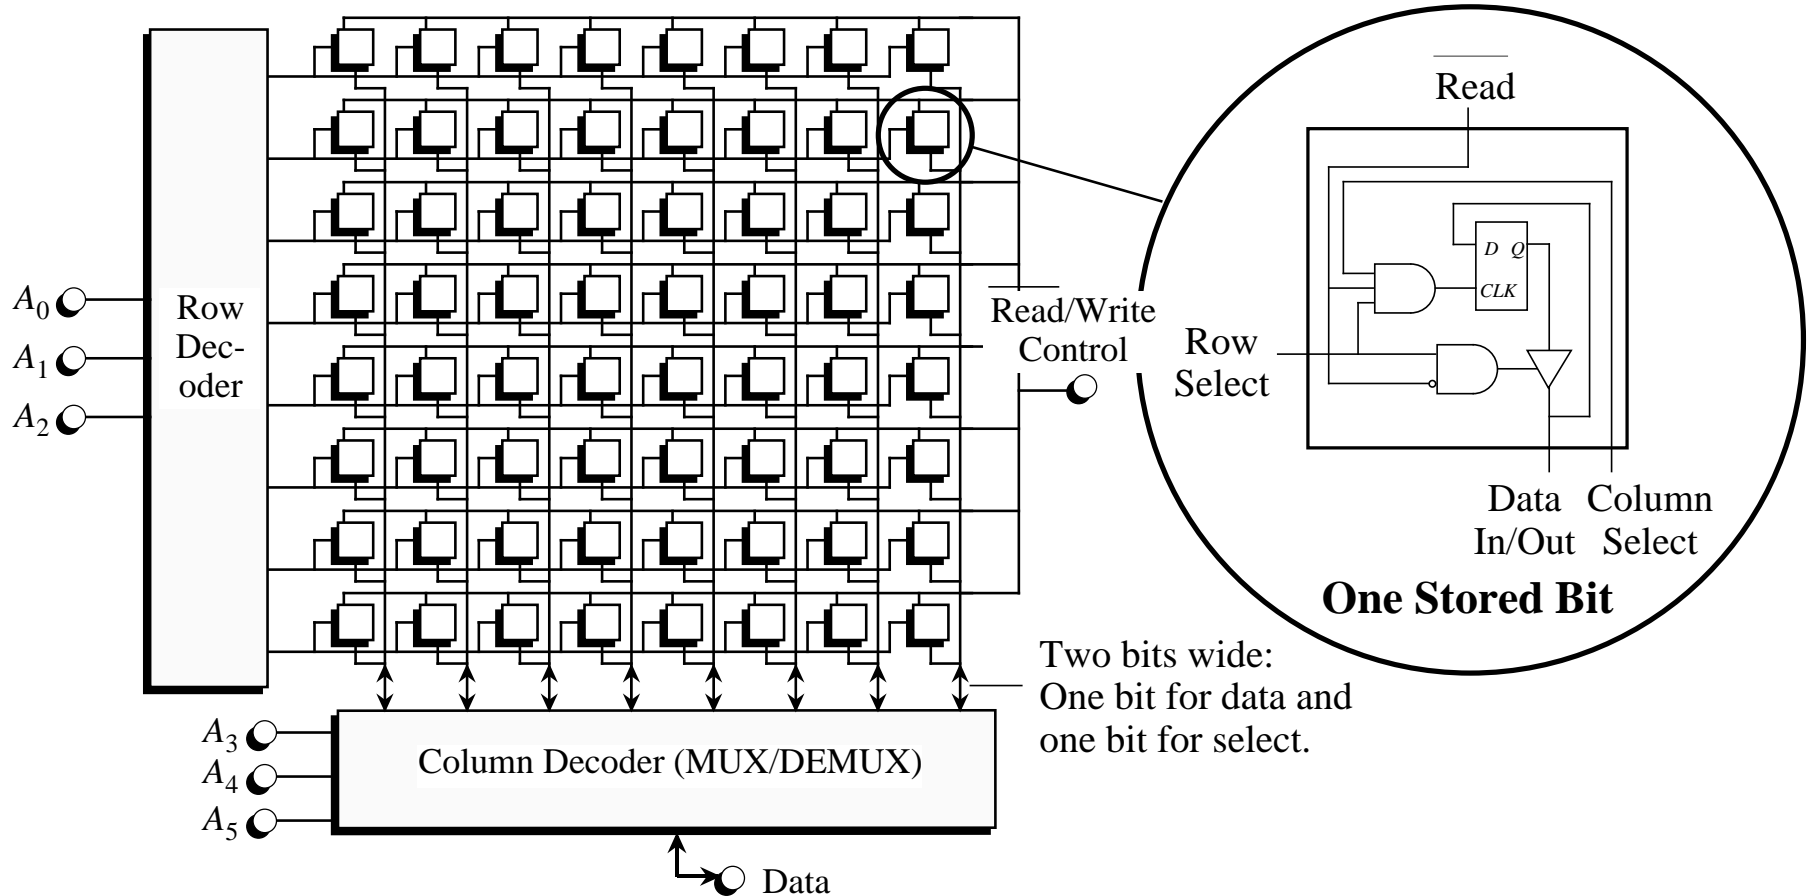 Read
A0
A1
A2
Row
Dec-
oder
Read/Write
Control
Row
Select
D Q
CLK
Data Column
In/Out Select
One Stored Bit
Two bits wide:
One bit for data and
one bit for select.
A3
A4
A5
Column Decoder (MUX/DEMUX)
Data